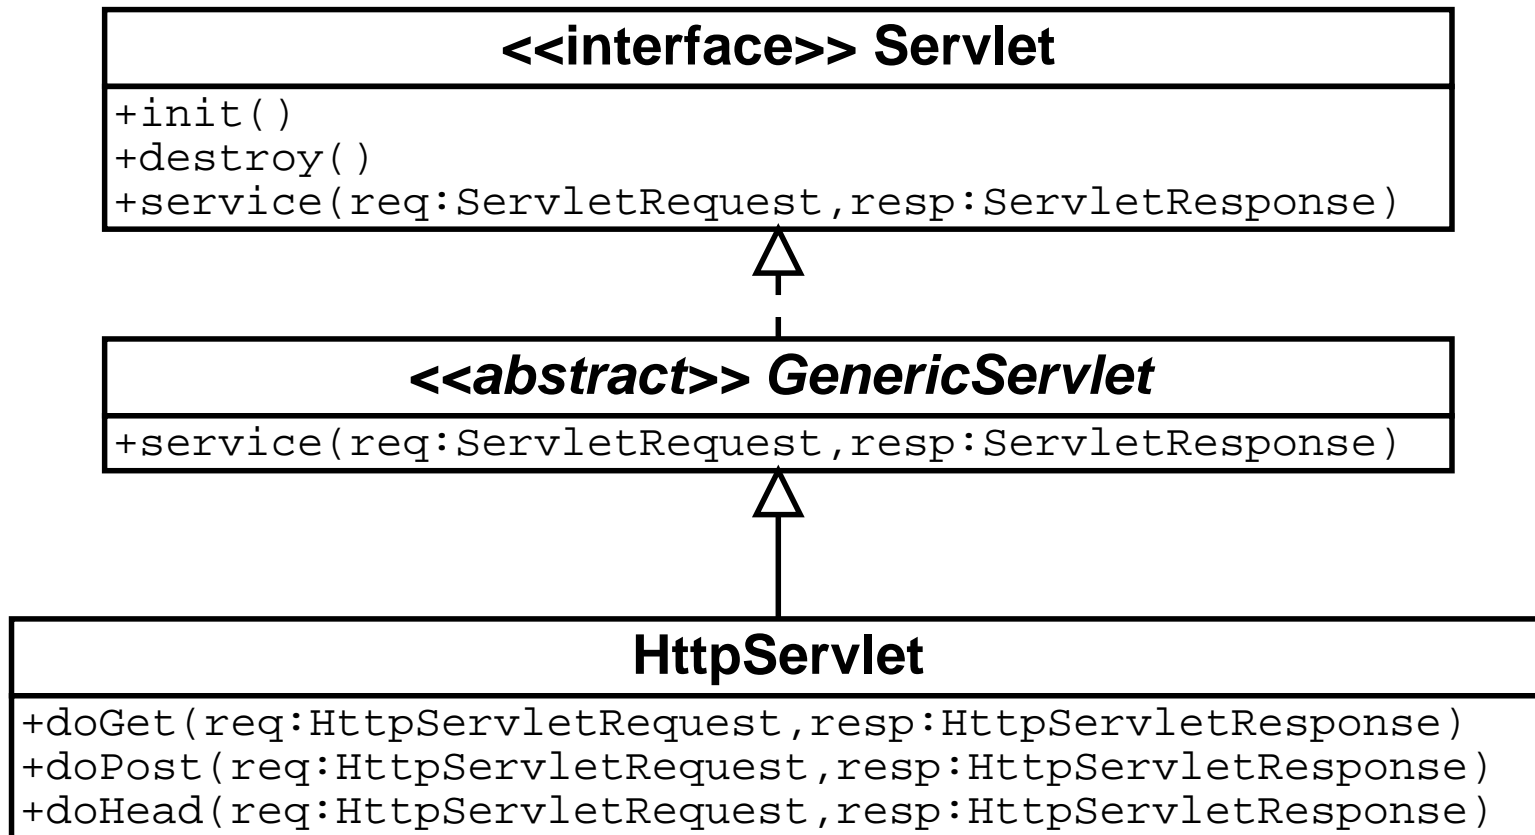 <<interface>> Servlet
+init()
+destroy()
+service(req:ServletRequest,resp:ServletResponse)
<<abstract>> GenericServlet
+service(req:ServletRequest,resp:ServletResponse)
HttpServlet
+doGet(req:HttpServletRequest,resp:HttpServletResponse)
+doPost(req:HttpServletRequest,resp:HttpServletResponse)
+doHead(req:HttpServletRequest,resp:HttpServletResponse)